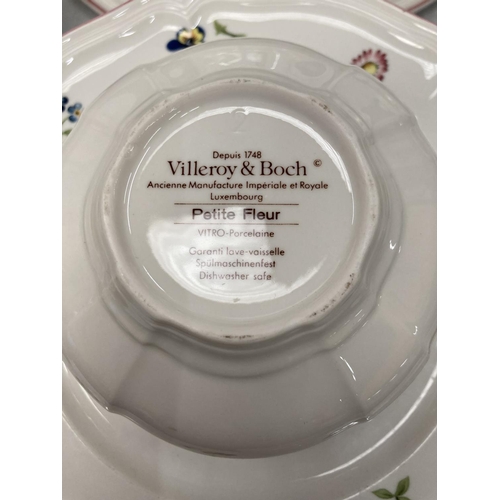 Depuis 1748
Villeroy & Boch ©
Ancienne Manufacture Impériale et Royale
Luxembourg
Petite Fleur
VITRO-Porcelaine
Garanti lave-vaisselle
Spülmaschinenfest
Dishwasher safe